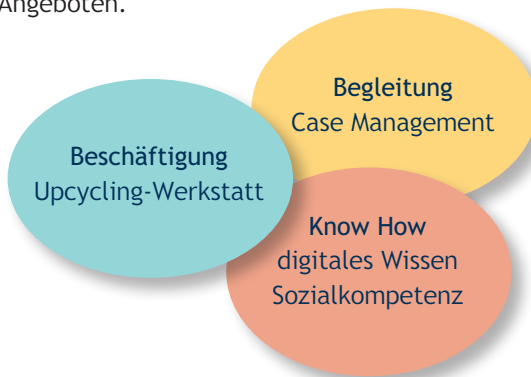 Angeboten.
Begleitung
Case Management
Beschäftigung
Upcycling-Werkstatt
Know How
digitales Wissen
Sozialkompetenz